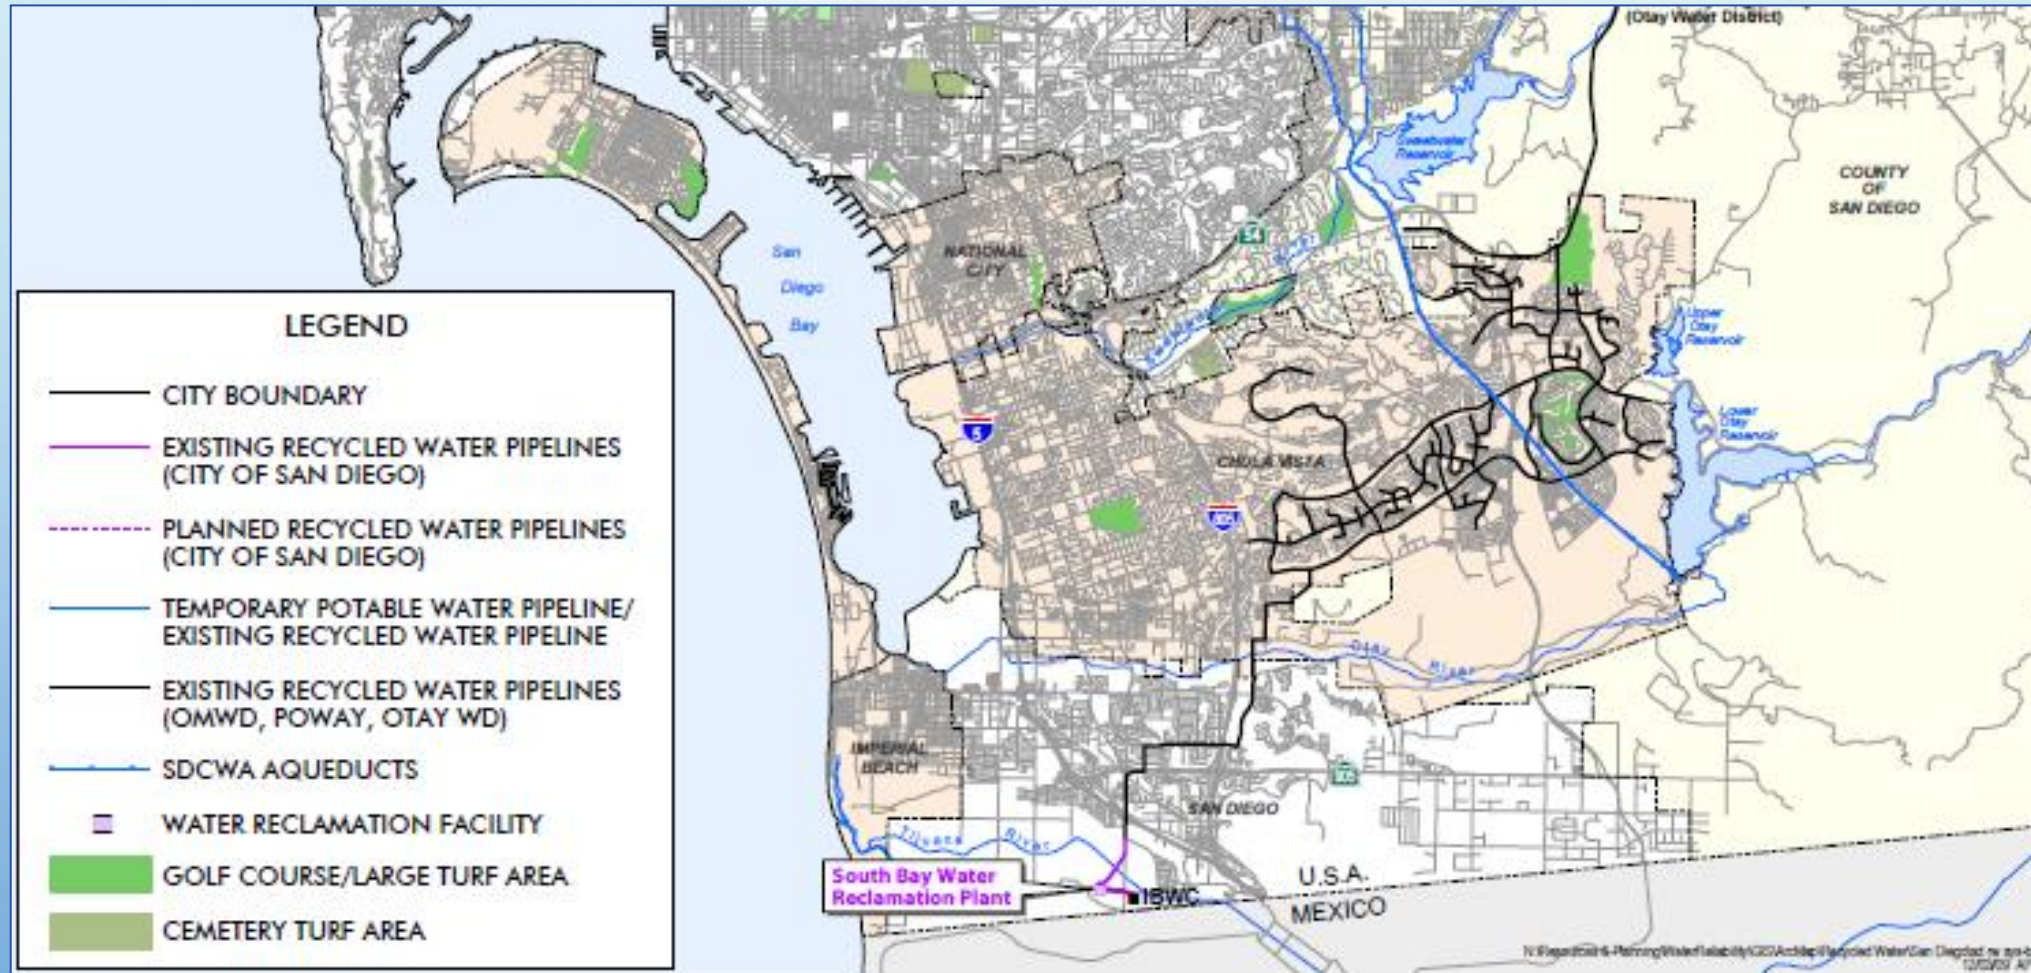 (Otay Water District)
Sweetwater
Reservoir
COUNTY
OF
SAN DIEGO
San
Diego
Bay
NATIONAL
CITY
54
Sweetwater River
Upper
Otay
Reservoir
Lower
Otay
Reservoir
5
CHULA VISTA
805
Otay River
IMPERIAL
BEACH
905
SAN DIEGO
Tijuana River
South Bay Water
Reclamation Plant
IBWC
U.S.A.
MEXICO
LEGEND
CITY BOUNDARY
EXISTING RECYCLED WATER PIPELINES
(CITY OF SAN DIEGO)
PLANNED RECYCLED WATER PIPELINES
(CITY OF SAN DIEGO)
TEMPORARY POTABLE WATER PIPELINE/
EXISTING RECYCLED WATER PIPELINE
EXISTING RECYCLED WATER PIPELINES
(OMWD, POWAY, OTAY WD)
SDCWA AQUEDUCTS
WATER RECLAMATION FACILITY
GOLF COURSE/LARGE TURF AREA
CEMETERY TURF AREA